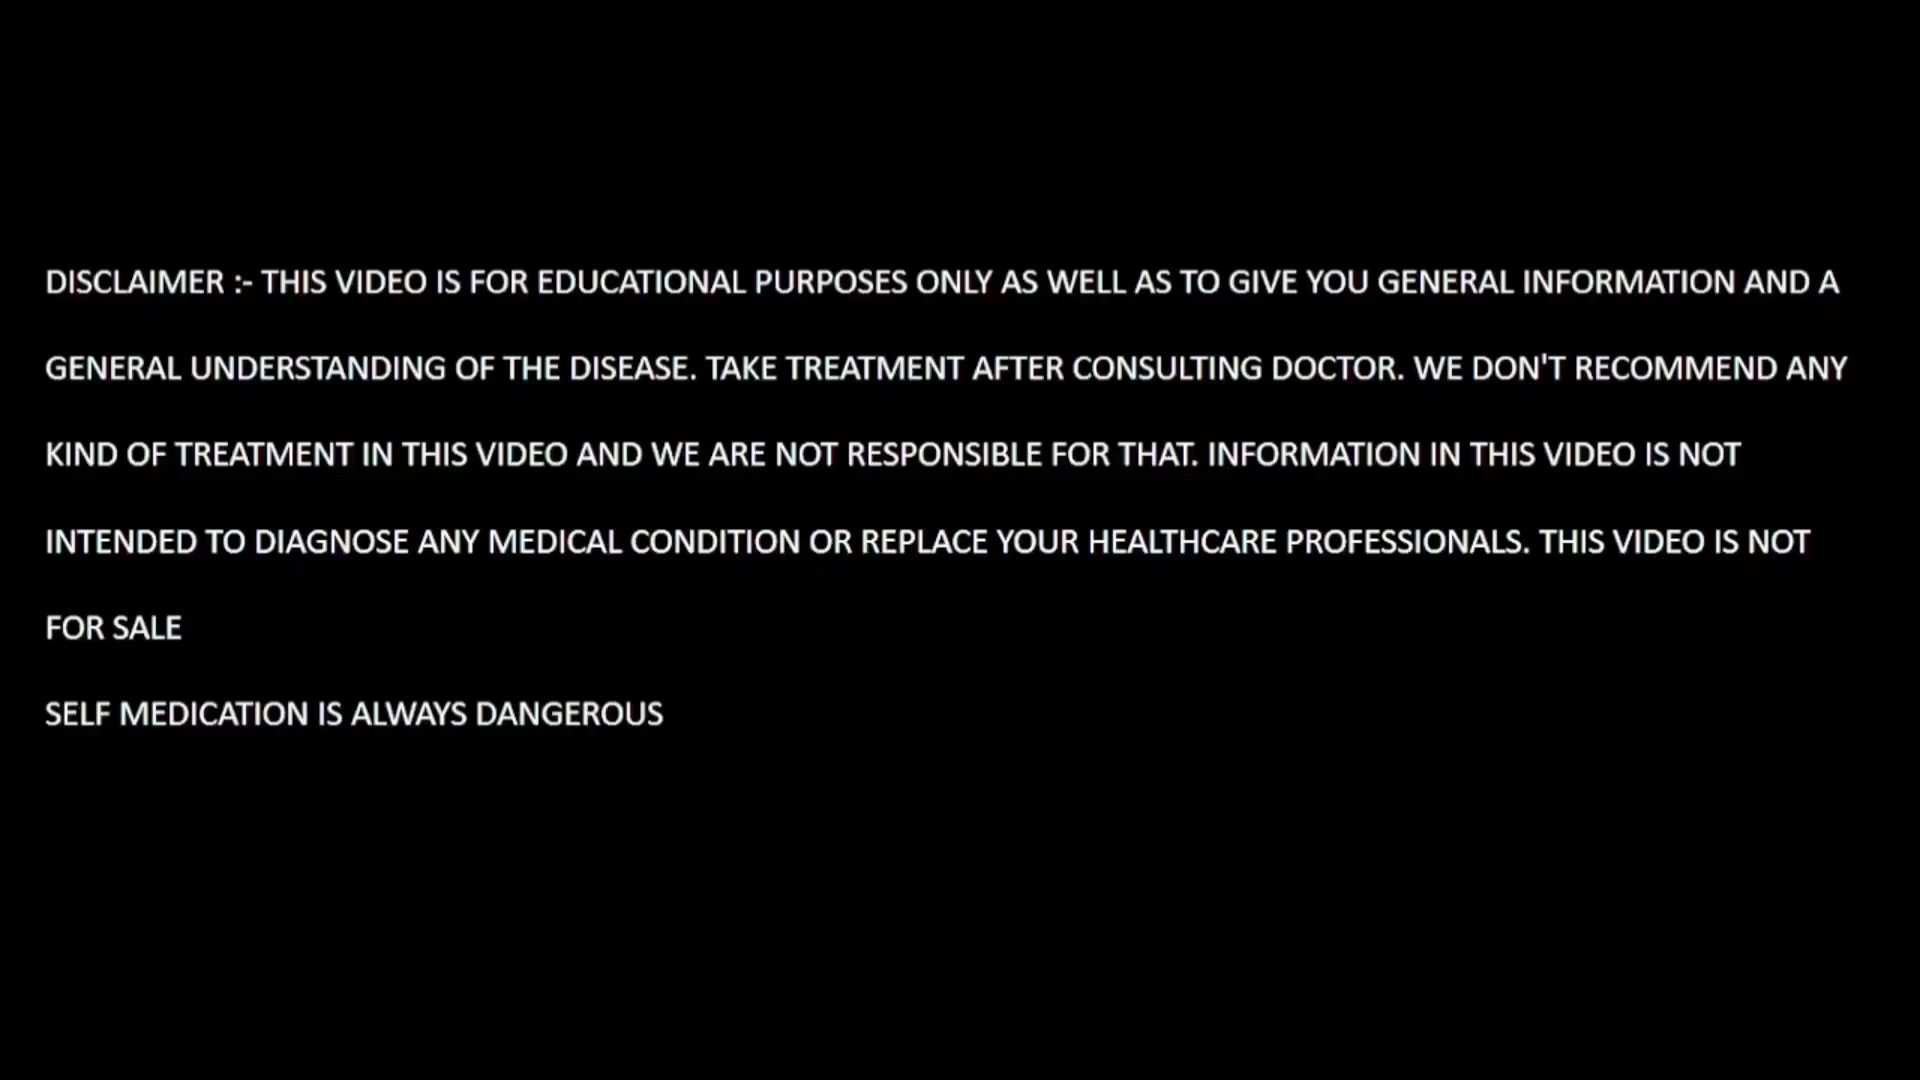 DISCLAIMER :- THIS VIDEO IS FOR EDUCATIONAL PURPOSES ONLY AS WELL AS TO GIVE YOU GENERAL INFORMATION AND A
GENERAL UNDERSTANDING OF THE DISEASE. TAKE TREATMENT AFTER CONSULTING DOCTOR. WE DON'T RECOMMEND ANY
KIND OF TREATMENT IN THIS VIDEO AND WE ARE NOT RESPONSIBLE FOR THAT. INFORMATION IN THIS VIDEO IS NOT
INTENDED TO DIAGNOSE ANY MEDICAL CONDITION OR REPLACE YOUR HEALTHCARE PROFESSIONALS. THIS VIDEO IS NOT
FOR SALE
SELF MEDICATION IS ALWAYS DANGEROUS